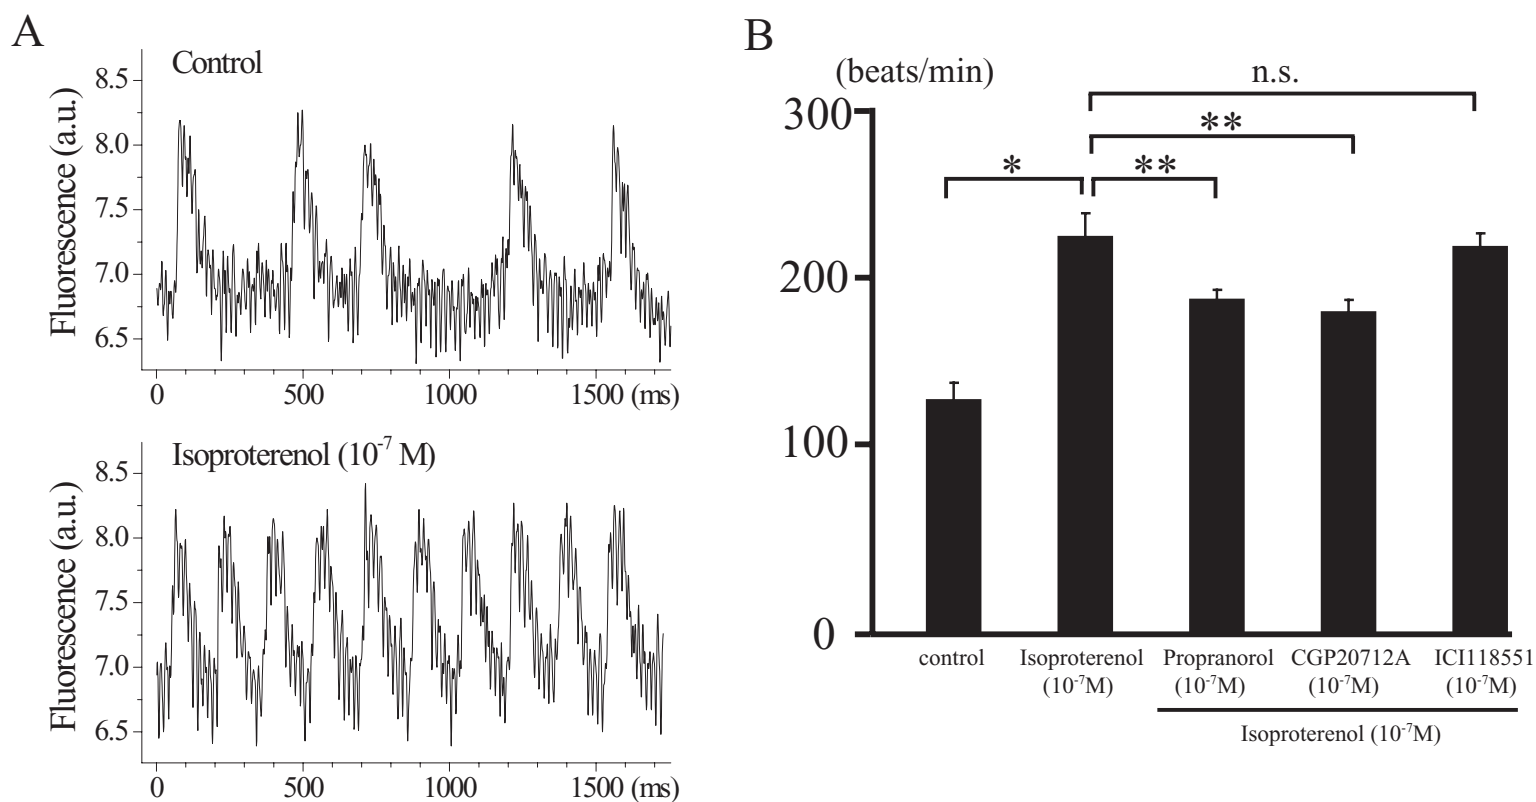 A
Control
Fluorescence (a.u.)
8.5
8.0
7.5
7.0
6.5
0 500 1000 1500 (ms)
Isoproterenol (10-7 M)
Fluorescence (a.u.)
8.5
8.0
7.5
7.0
6.5
0 500 1000 1500 (ms)
B
(beats/min)
n.s.
**
* **
300
200
100
0
control Isoproterenol Propranorol CGP20712A ICI118551
(10-7M) (10-7M) (10-7M) (10-7M)
Isoproterenol (10-7M)